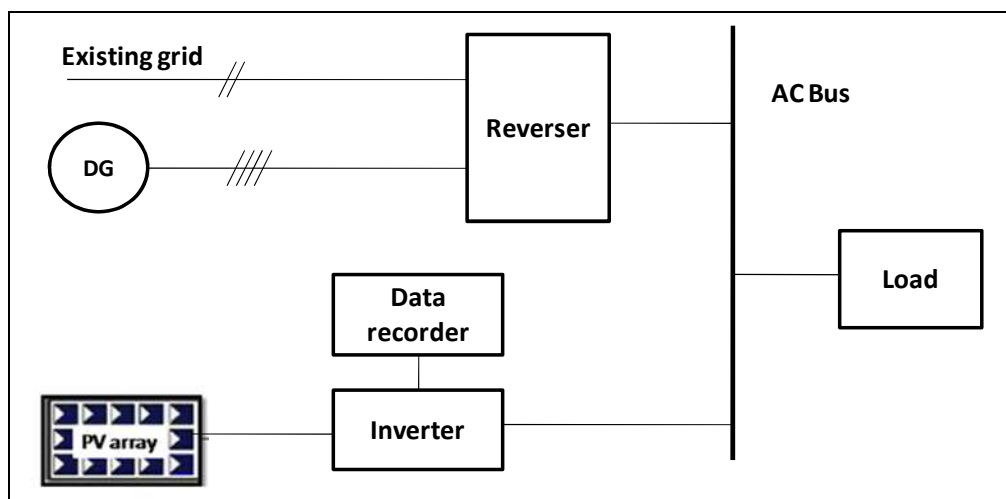 Existing grid
Reverser
AC Bus
DG
Load
Data
recorder
Inverter
PV array